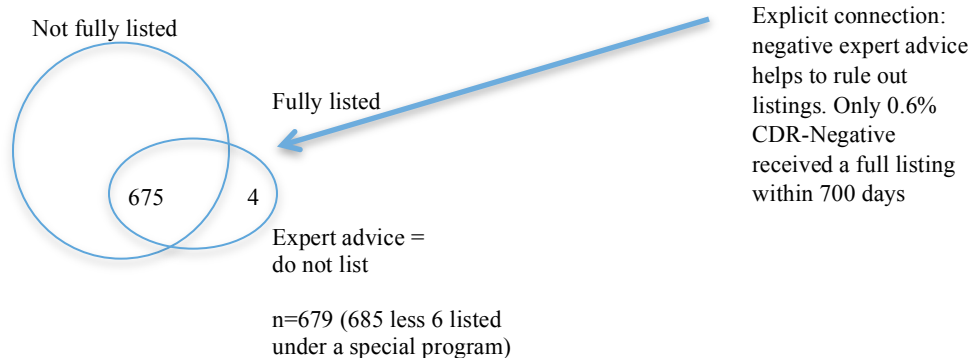 Not fully listed
Fully listed
675
4
Expert advice =
do not list
n=679 (685 less 6 listed
under a special program)
Explicit connection:
negative expert advice
helps to rule out
listings. Only 0.6%
CDR-Negative
received a full listing
within 700 days